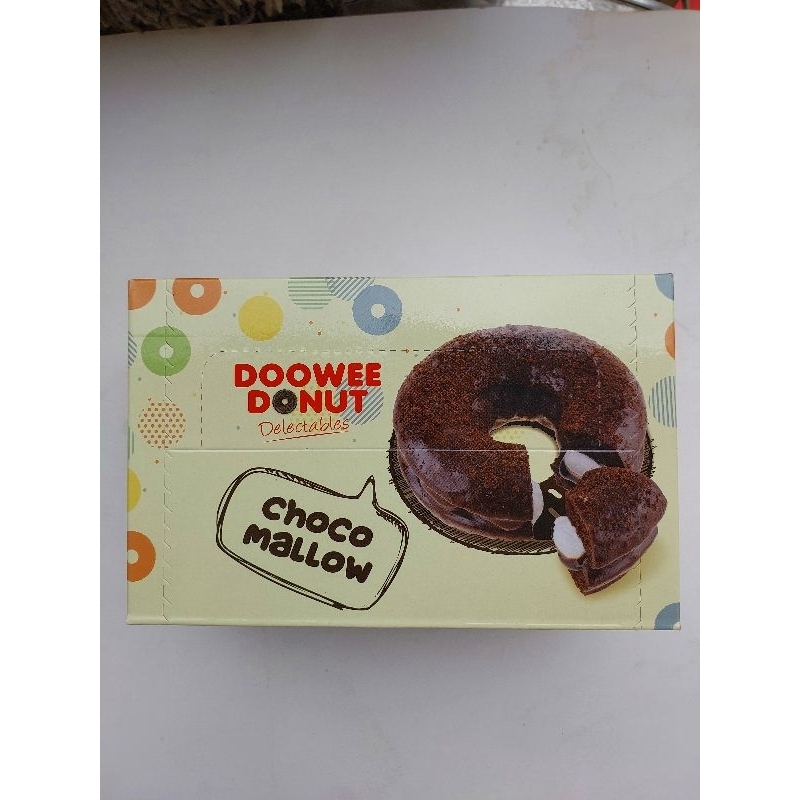 DOOWEE
DONUT
Delectables
choco
mallow